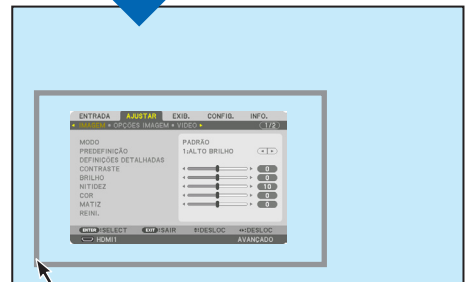 ENTRADA AJUSTAR EXIB. CONFIG. INFO.
IMAGEM OPÇÕES IMAGEM VÍDEO 1/2
MODO PADRÃO
PREDEFINIÇÃO 1:ALTO BRILHO
DEFINIÇÕES DETALHADAS
CONTRASTE 0
BRILHO 0
NITIDEZ 10
COR 0
MATIZ 0
REINI.
ENTER:SELECT EXIT:SAIR :DESLOC :DESLOC
HDMI1 AVANÇADO